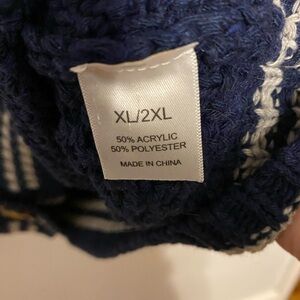 XL/2XL
50% ACRYLIC
50% POLYESTER
MADE IN CHINA